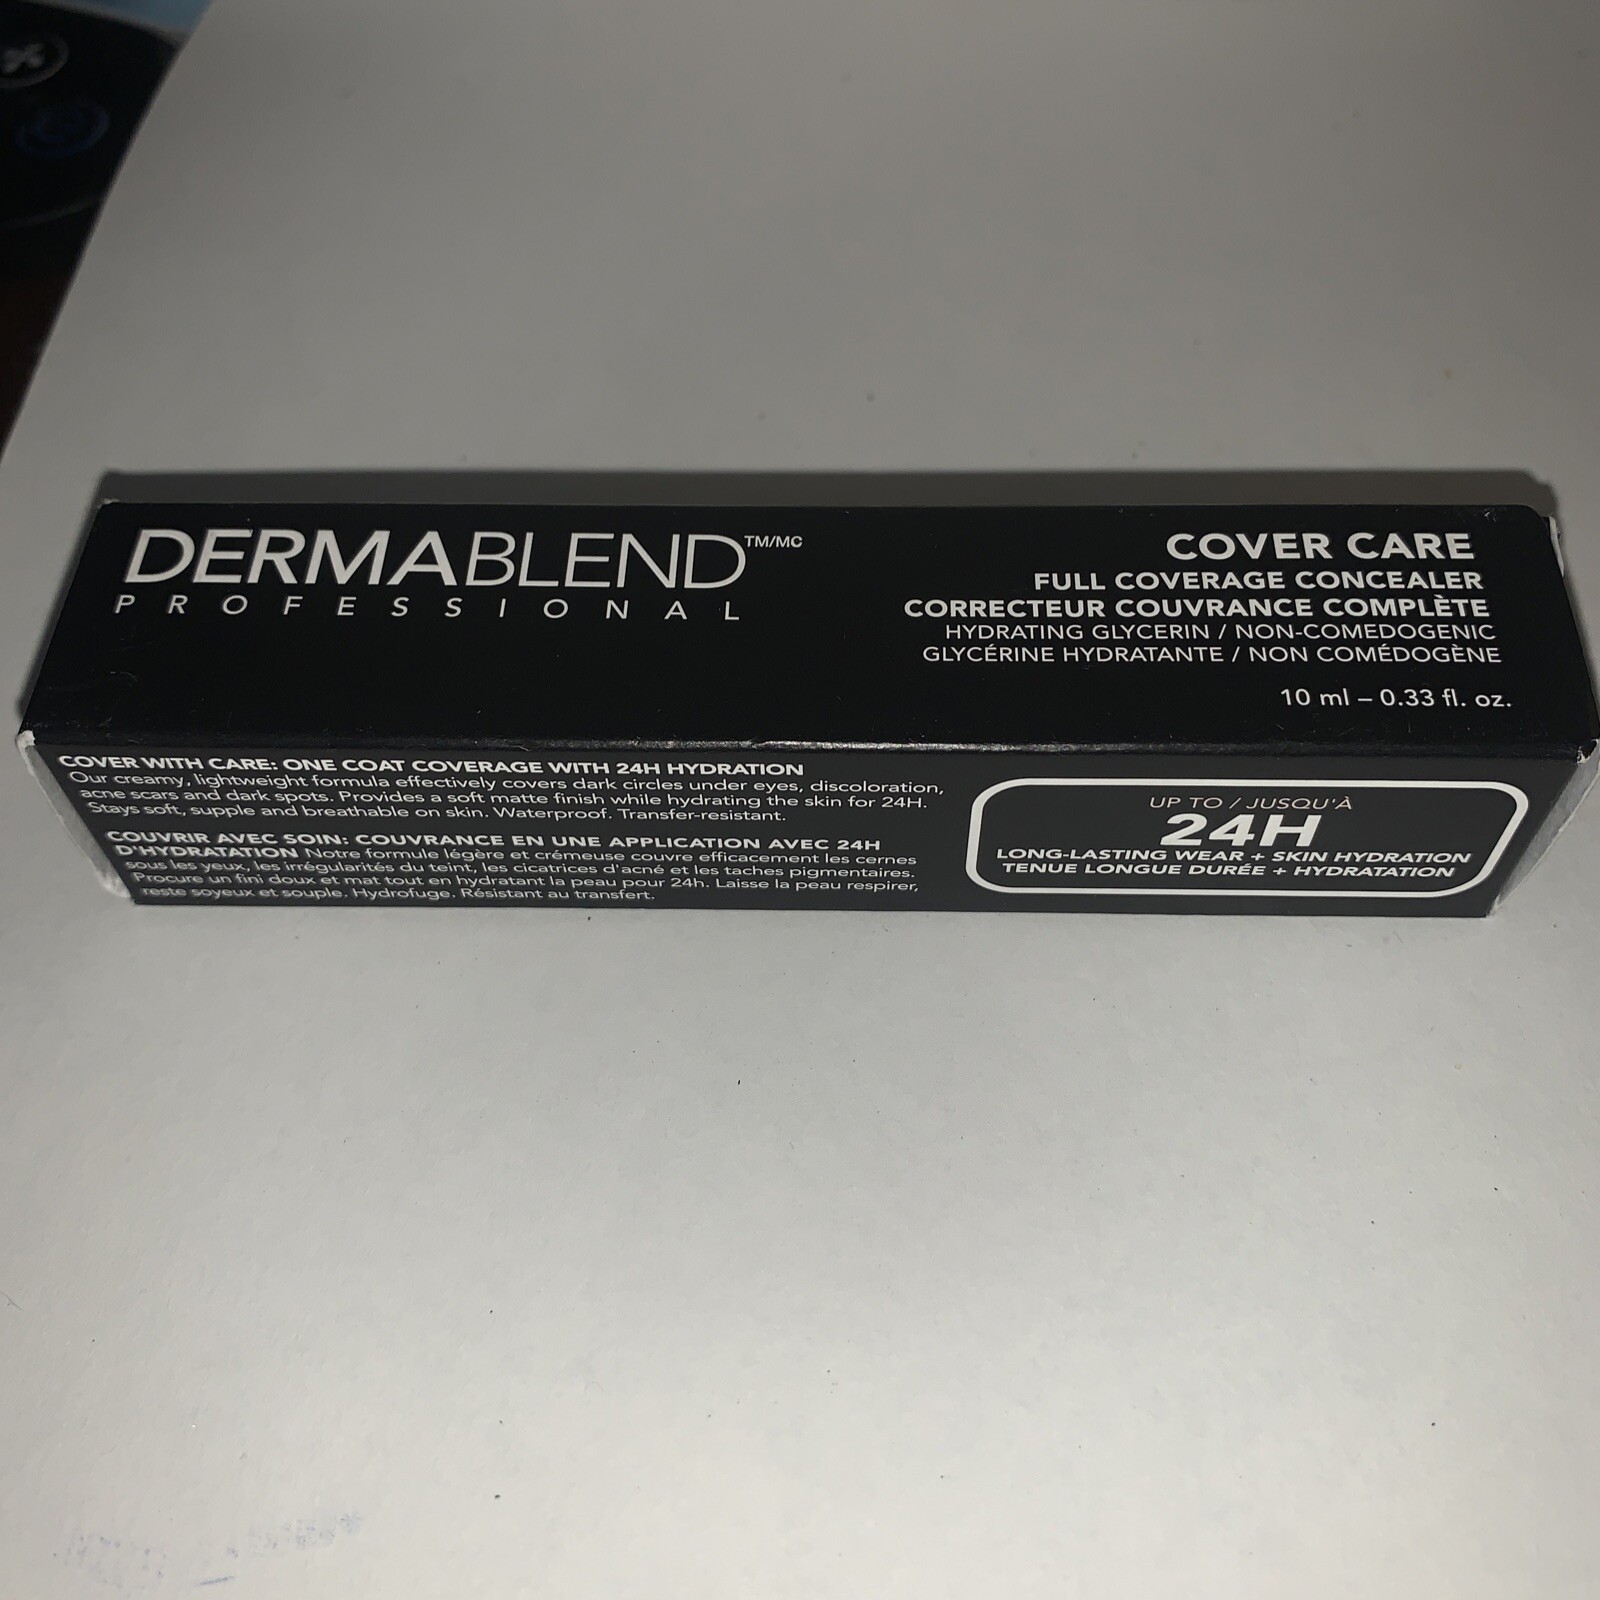 DERMABLEND™/MC
PROFESSIONAL
COVER CARE
FULL COVERAGE CONCEALER
CORRECTEUR COUVRANCE COMPLÈTE
HYDRATING GLYCERIN / NON-COMEDOGENIC
GLYCÉRINE HYDRATANTE / NON COMÉDOGÈNE
10 ml – 0.33 fl. oz.
COVER WITH CARE: ONE COAT COVERAGE WITH 24H HYDRATION
Our creamy, lightweight formula effectively covers dark circles under eyes, discoloration,
acne scars and dark spots. Provides a soft matte finish while hydrating the skin for 24H.
Stays soft, supple and breathable on skin. Waterproof. Transfer-resistant.
COUVRIR AVEC SOIN: COUVRANCE EN UNE APPLICATION AVEC 24H
D'HYDRATATION Notre formule légère et crémeuse couvre efficacement les cernes
sous les yeux, les irrégularités du teint, les cicatrices d'acné et les taches pigmentaires.
Procure un fini doux et mat tout en hydratant la peau pour 24h. Laisse la peau respirer,
reste soyeux et souple. Hydrofuge. Résistant au transfert.
UP TO / JUSQU'À
24H
LONG-LASTING WEAR + SKIN HYDRATION
TENUE LONGUE DURÉE + HYDRATATION